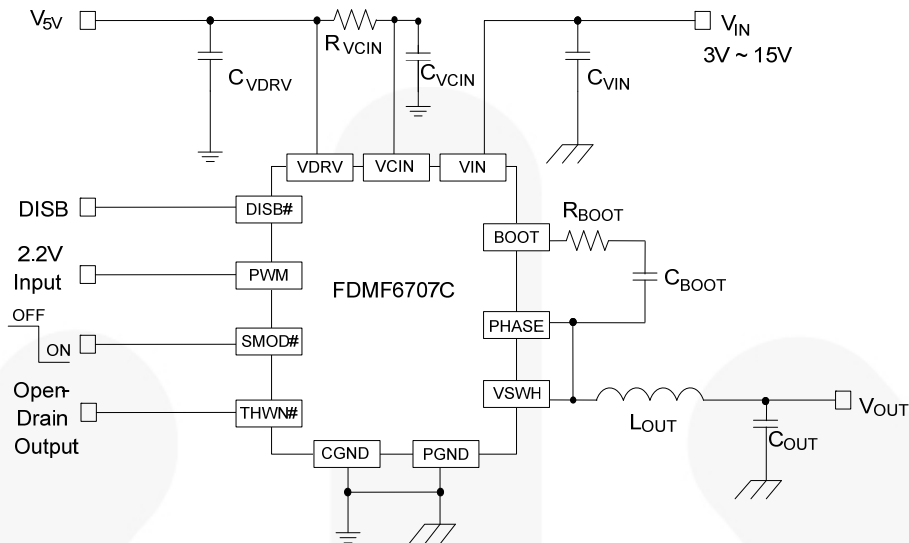 V5V
RVCIN
CVDRV
CVCIN
CVIN
VIN
3V ~ 15V
VDRV
VCIN
VIN
DISB
DISB#
BOOT
RBOOT
2.2V
Input
PWM
FDMF6707C
CBOOT
OFF
ON
SMOD#
PHASE
Open-
Drain
Output
THWN#
VSWH
LOUT
VOUT
COUT
CGND
PGND